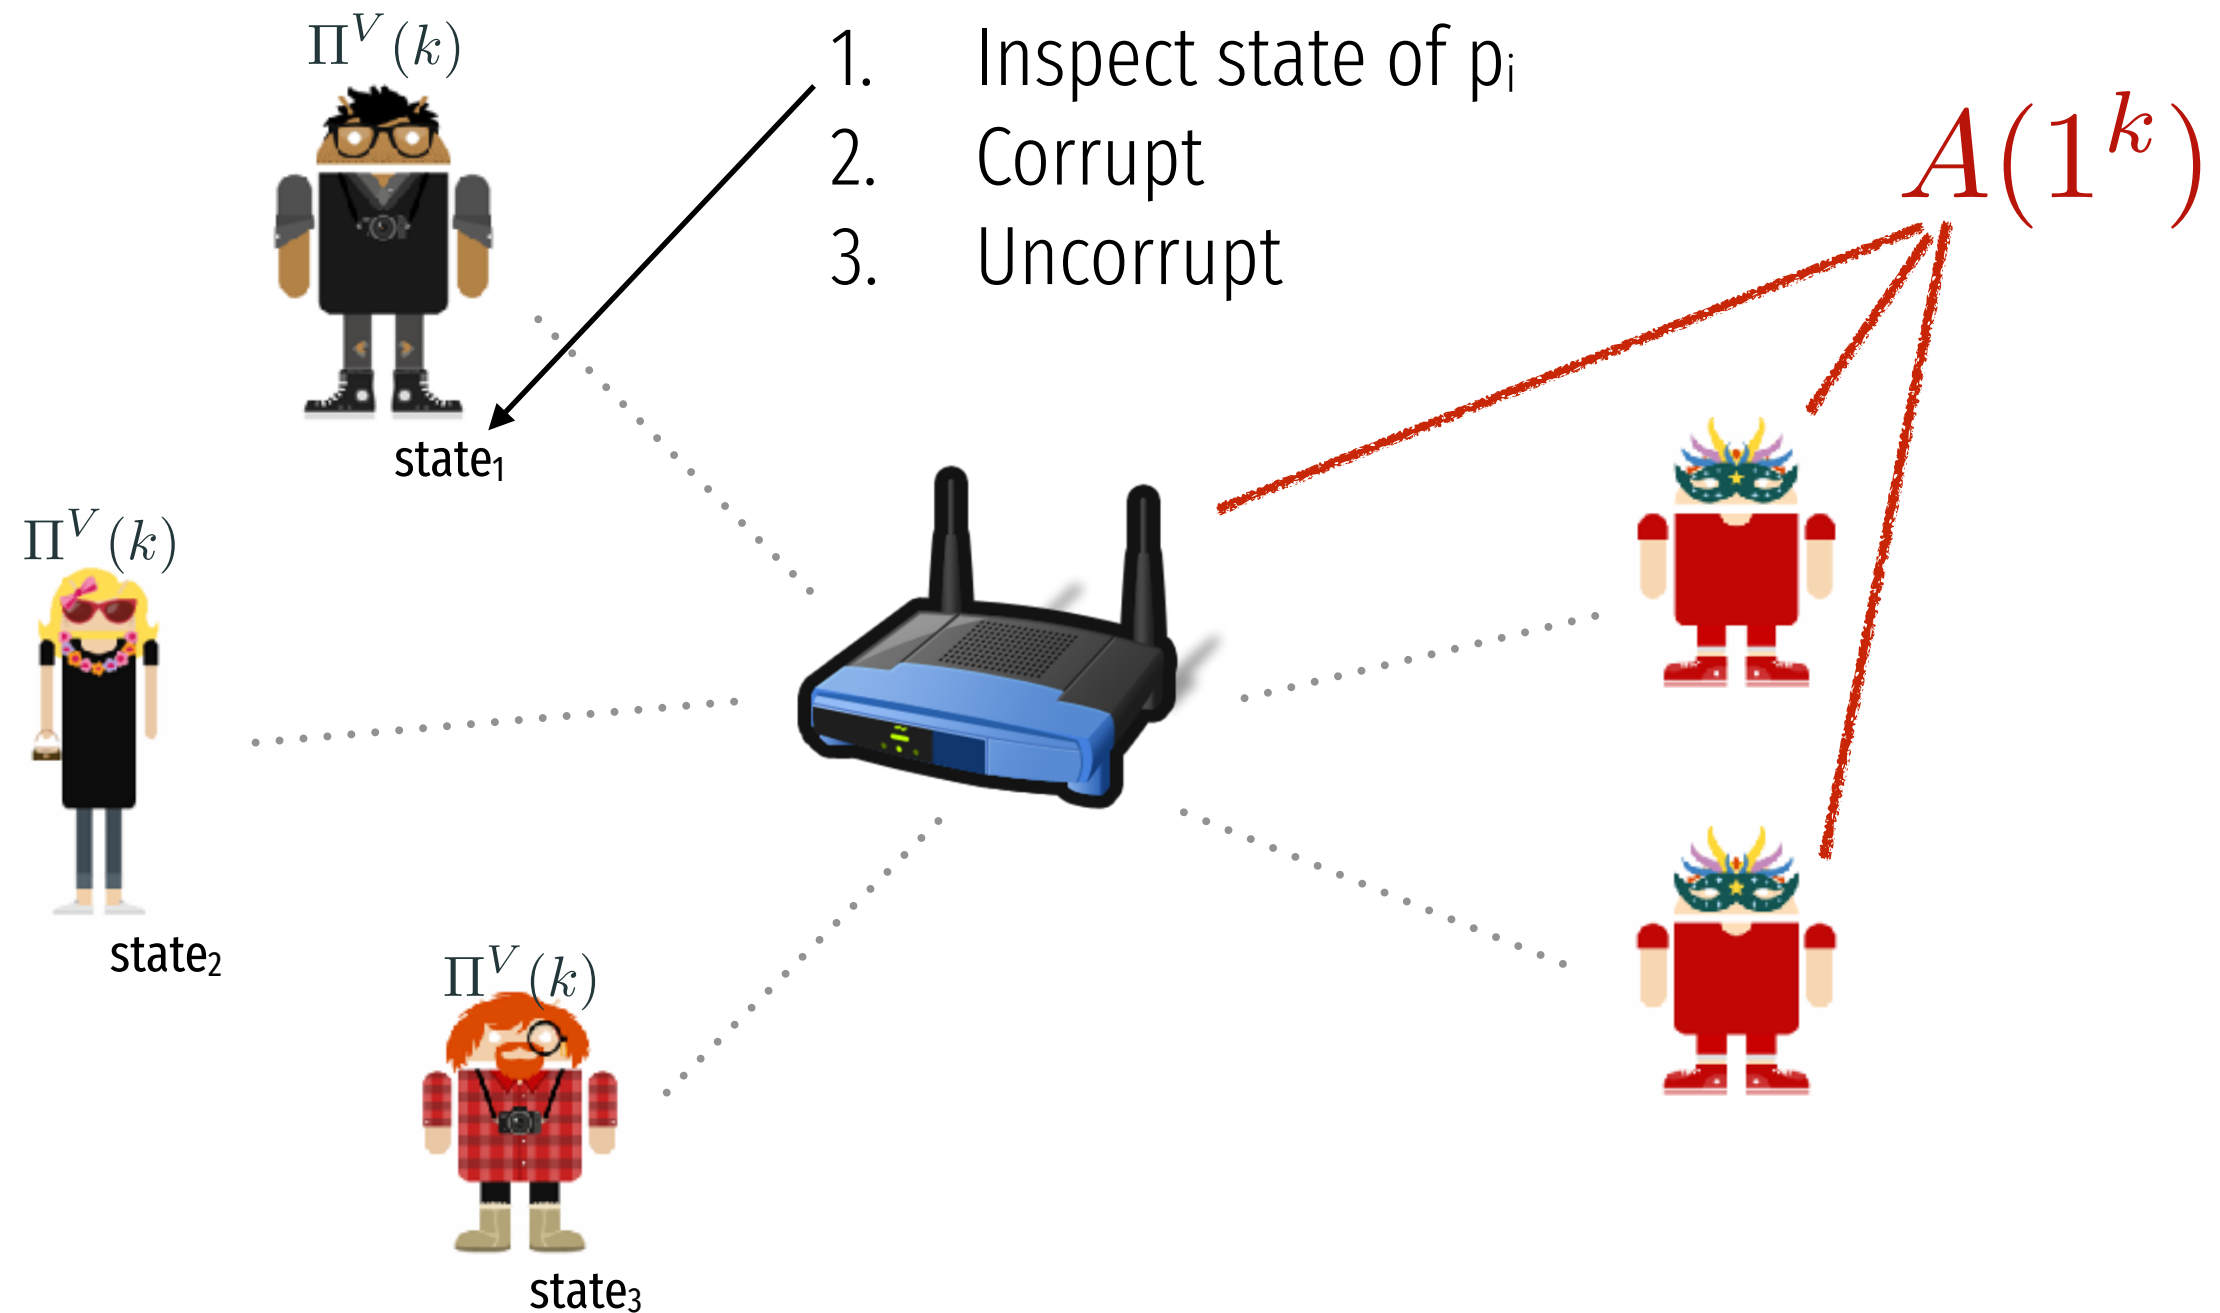 Π^V(k)
1. Inspect state of pᵢ
2. Corrupt
3. Uncorrupt
A(1^k)
state₁
Π^V(k)
state₂
Π^V(k)
state₃